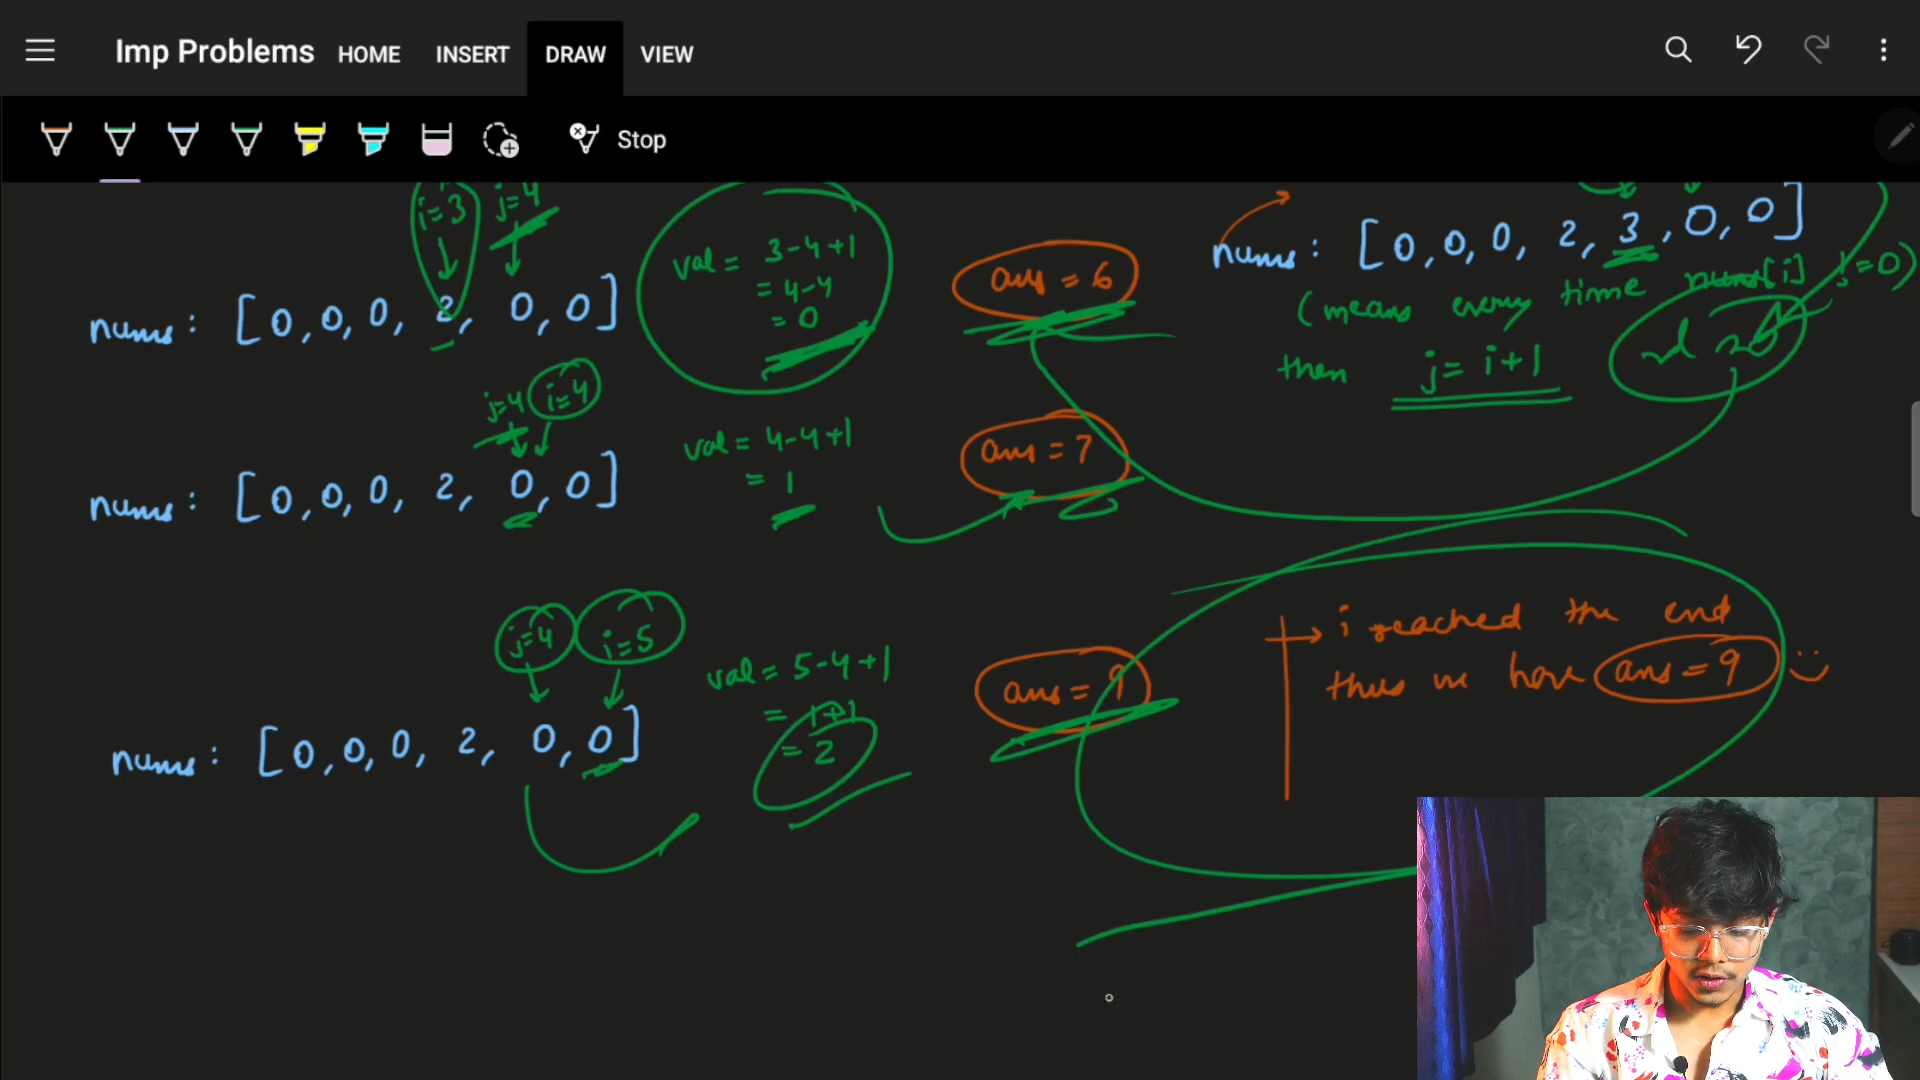 Imp Problems HOME INSERT DRAW VIEW
Stop
i=3 j=4
nums : [0,0,0, 2, 0,0]
val = 3-4+1
= 4-4
= 0
ans = 6
nums : [0,0,0, 2, 3,0,0]
(means every time nums[i] != 0)
then j= i+1
j=4 i=4
nums : [0,0,0, 2, 0,0]
val = 4-4+1
= 1
ans = 7
j=4 i=5
nums : [0,0,0, 2, 0,0]
val = 5-4+1
= 1+1
= 2
ans = 9
→ i reached the end
thus we have ans = 9 :)